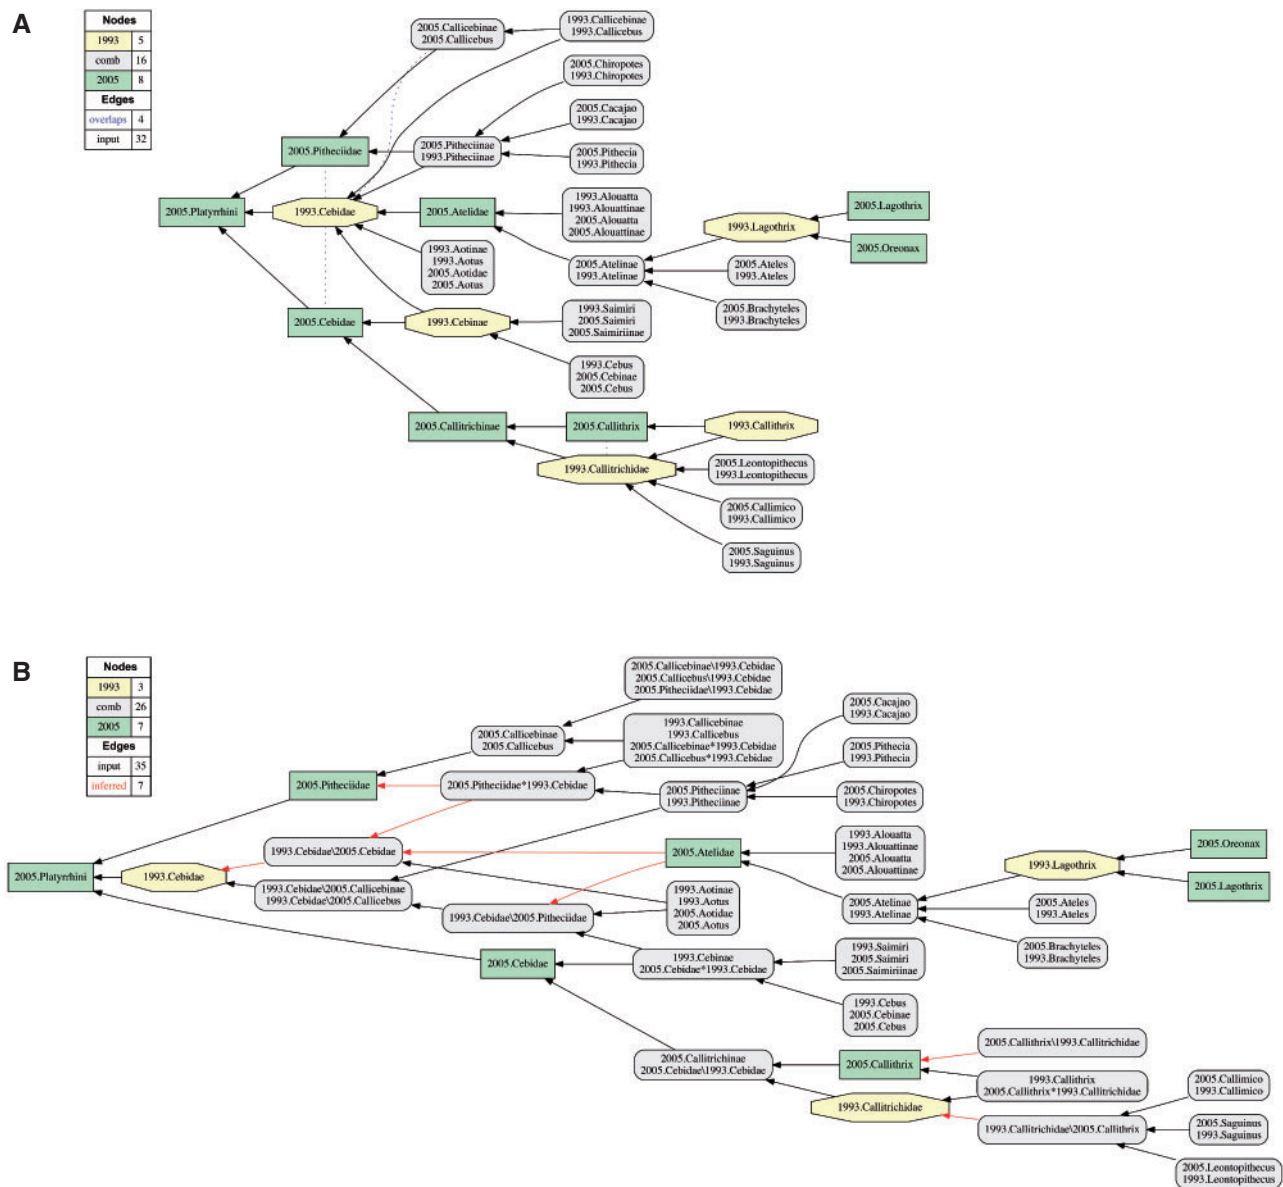 A
Nodes
1993 5
comb 16
2005 8
Edges
overlaps 4
input 32
2005.Callicebinae
2005.Callicebus
1993.Callicebinae
1993.Callicebus
2005.Chiropotes
1993.Chiropotes
2005.Cacajao
1993.Cacajao
2005.Pitheciidae
2005.Pitheciinae
1993.Pitheciinae
2005.Pithecia
1993.Pithecia
2005.Platyrrhini
1993.Cebidae
2005.Atelidae
1993.Alouatta
1993.Alouattinae
2005.Alouatta
2005.Alouattinae
1993.Lagothrix
2005.Lagothrix
2005.Oreonax
1993.Aotinae
1993.Aotus
2005.Aotidae
2005.Aotus
2005.Atelinae
1993.Atelinae
2005.Ateles
1993.Ateles
2005.Brachyteles
1993.Brachyteles
2005.Cebidae
1993.Cebinae
1993.Saimiri
2005.Saimiri
2005.Saimiriinae
1993.Cebus
2005.Cebinae
2005.Cebus
2005.Callitrichinae
2005.Callithrix
1993.Callithrix
1993.Callitrichidae
2005.Leontopithecus
1993.Leontopithecus
2005.Callimico
1993.Callimico
2005.Saguinus
1993.Saguinus
B
Nodes
1993 3
comb 26
2005 7
Edges
input 35
inferred 7
2005.Callicebinae\1993.Cebidae
2005.Callicebus\1993.Cebidae
2005.Pitheciidae\1993.Cebidae
2005.Callicebinae
2005.Callicebus
1993.Callicebinae
1993.Callicebus
2005.Callicebinae*1993.Cebidae
2005.Callicebus*1993.Cebidae
2005.Cacajao
1993.Cacajao
2005.Pithecia
1993.Pithecia
2005.Pitheciidae
2005.Pitheciidae*1993.Cebidae
2005.Pitheciinae
1993.Pitheciinae
2005.Chiropotes
1993.Chiropotes
1993.Cebidae\2005.Cebidae
2005.Atelidae
1993.Alouatta
1993.Alouattinae
2005.Alouatta
2005.Alouattinae
2005.Oreonax
1993.Lagothrix
2005.Lagothrix
2005.Platyrrhini
1993.Cebidae
1993.Cebidae\2005.Callicebinae
1993.Cebidae\2005.Callicebus
1993.Cebidae\2005.Pitheciidae
1993.Aotinae
1993.Aotus
2005.Aotidae
2005.Aotus
2005.Atelinae
1993.Atelinae
2005.Ateles
1993.Ateles
2005.Brachyteles
1993.Brachyteles
2005.Cebidae
1993.Cebinae
2005.Cebidae*1993.Cebidae
1993.Saimiri
2005.Saimiri
2005.Saimiriinae
1993.Cebus
2005.Cebinae
2005.Cebus
2005.Callitrichinae
2005.Cebidae\1993.Cebidae
2005.Callithrix
2005.Callithrix\1993.Callitrichidae
1993.Callithrix
2005.Callithrix*1993.Callitrichidae
1993.Callitrichidae
1993.Callitrichidae\2005.Callithrix
2005.Callimico
1993.Callimico
2005.Saguinus
1993.Saguinus
2005.Leontopithecus
1993.Leontopithecus